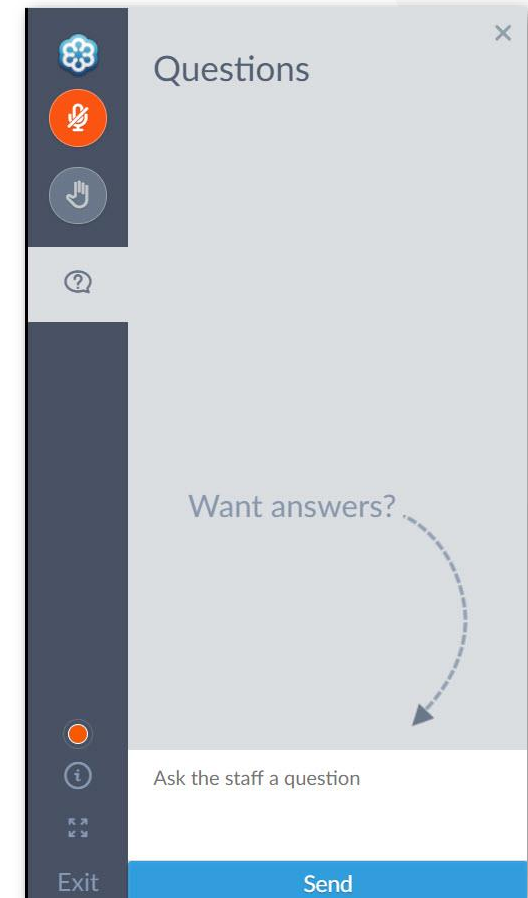 Questions
Want answers?
Ask the staff a question
Exit
Send